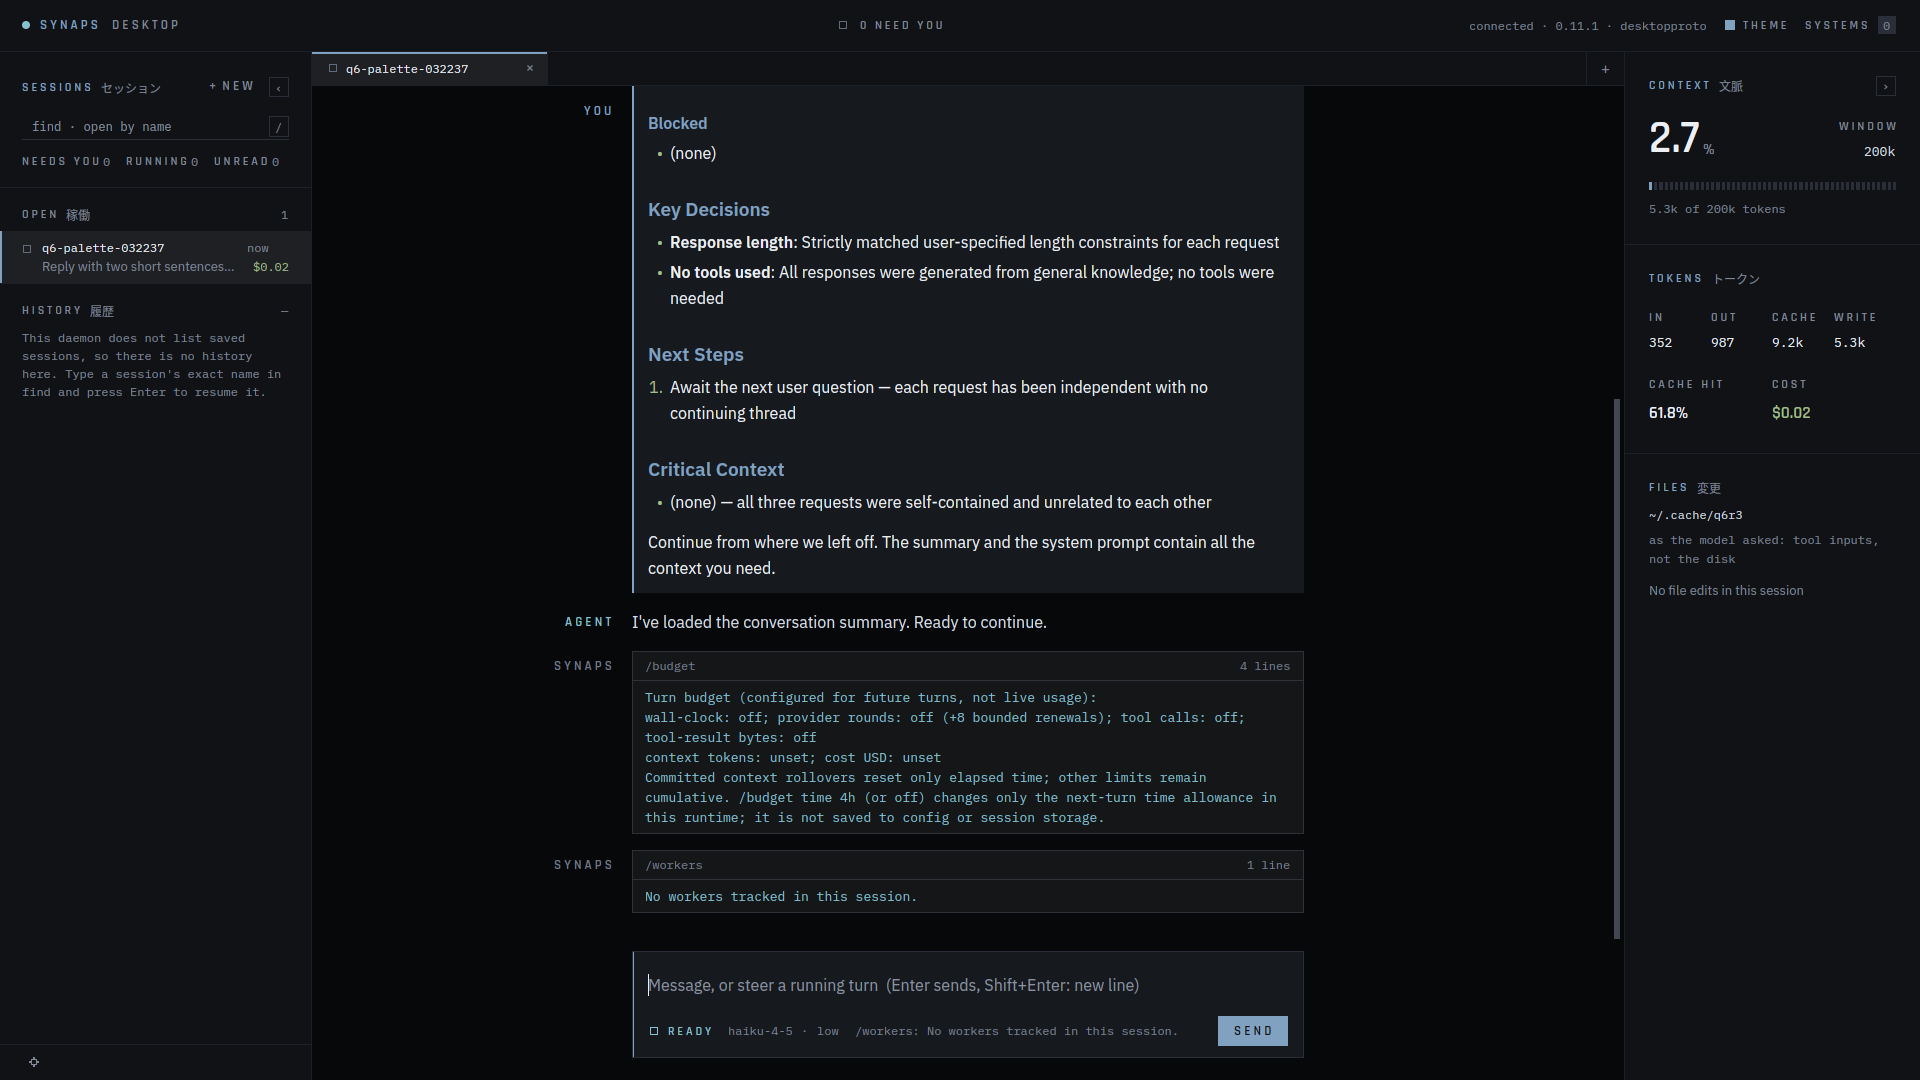 SYNAPS DESKTOP
0 NEED YOU
connected · 0.11.1 · desktopproto
THEME
SYSTEMS 0
SESSIONS セッション
+ NEW
‹
find · open by name
/
NEEDS YOU 0 RUNNING 0 UNREAD 0
OPEN 稼働
1
q6-palette-032237
now
Reply with two short sentences…
$0.02
HISTORY 履歴
—
This daemon does not list saved
sessions, so there is no history
here. Type a session's exact name in
find and press Enter to resume it.
q6-palette-032237
×
+
YOU
Blocked
• (none)
Key Decisions
• Response length: Strictly matched user-specified length constraints for each request
• No tools used: All responses were generated from general knowledge; no tools were
needed
Next Steps
1. Await the next user question — each request has been independent with no
continuing thread
Critical Context
• (none) — all three requests were self-contained and unrelated to each other
Continue from where we left off. The summary and the system prompt contain all the
context you need.
AGENT
I've loaded the conversation summary. Ready to continue.
SYNAPS
/budget
4 lines
Turn budget (configured for future turns, not live usage):
wall-clock: off; provider rounds: off (+8 bounded renewals); tool calls: off;
tool-result bytes: off
context tokens: unset; cost USD: unset
Committed context rollovers reset only elapsed time; other limits remain
cumulative. /budget time 4h (or off) changes only the next-turn time allowance in
this runtime; it is not saved to config or session storage.
SYNAPS
/workers
1 line
No workers tracked in this session.
Message, or steer a running turn (Enter sends, Shift+Enter: new line)
READY
haiku-4-5 · low
/workers: No workers tracked in this session.
SEND
CONTEXT 文脈
›
2.7 %
WINDOW
200k
5.3k of 200k tokens
TOKENS トークン
IN OUT CACHE WRITE
352 987 9.2k 5.3k
CACHE HIT COST
61.8% $0.02
FILES 変更
~/.cache/q6r3
as the model asked: tool inputs,
not the disk
No file edits in this session